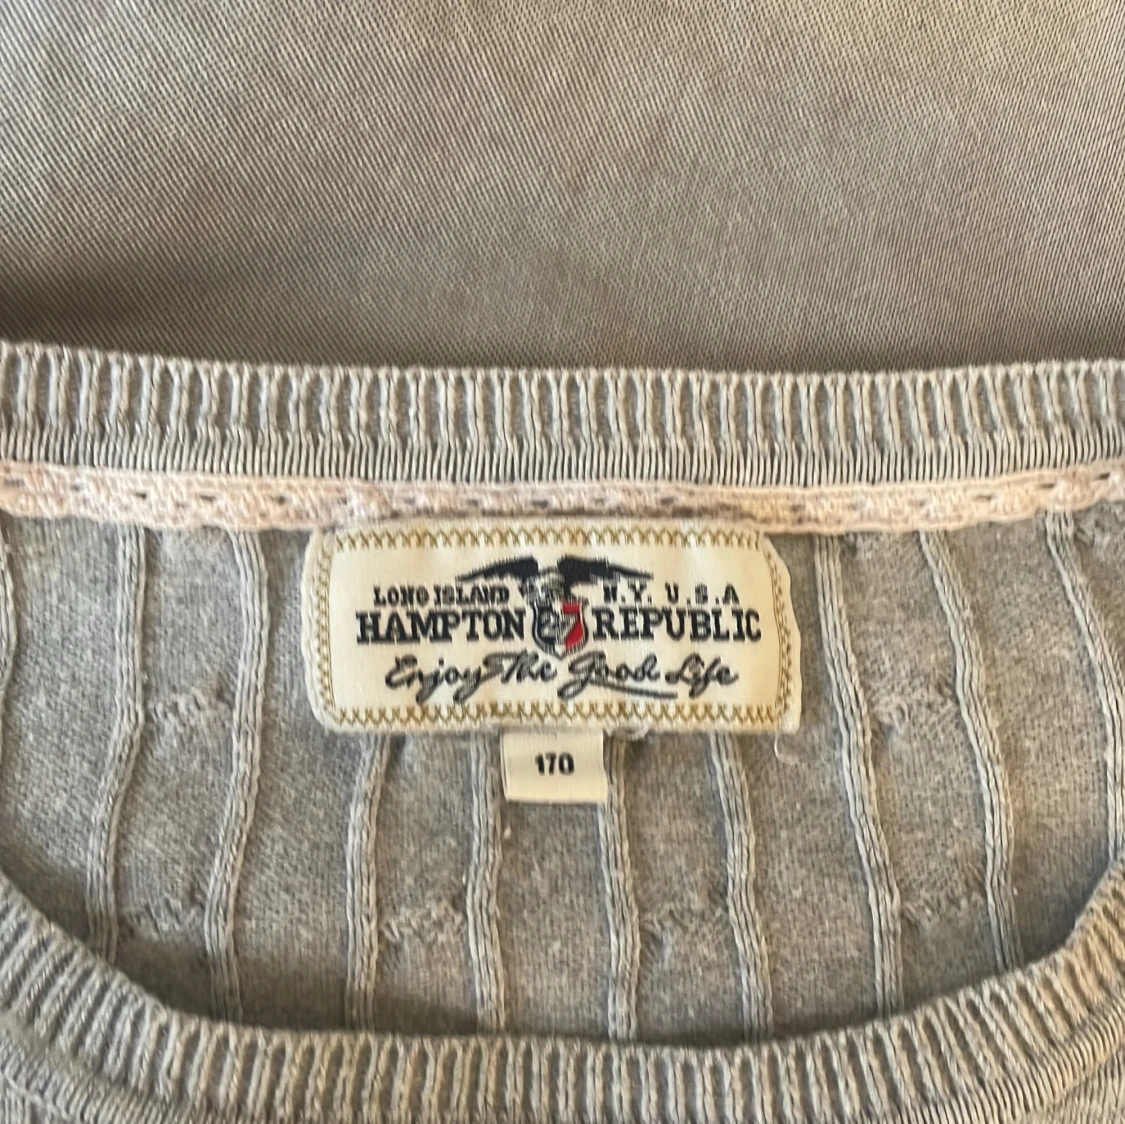 LONG ISLAND N.Y. U.S.A
HAMPTON 27 REPUBLIC
Enjoy The Good Life
170